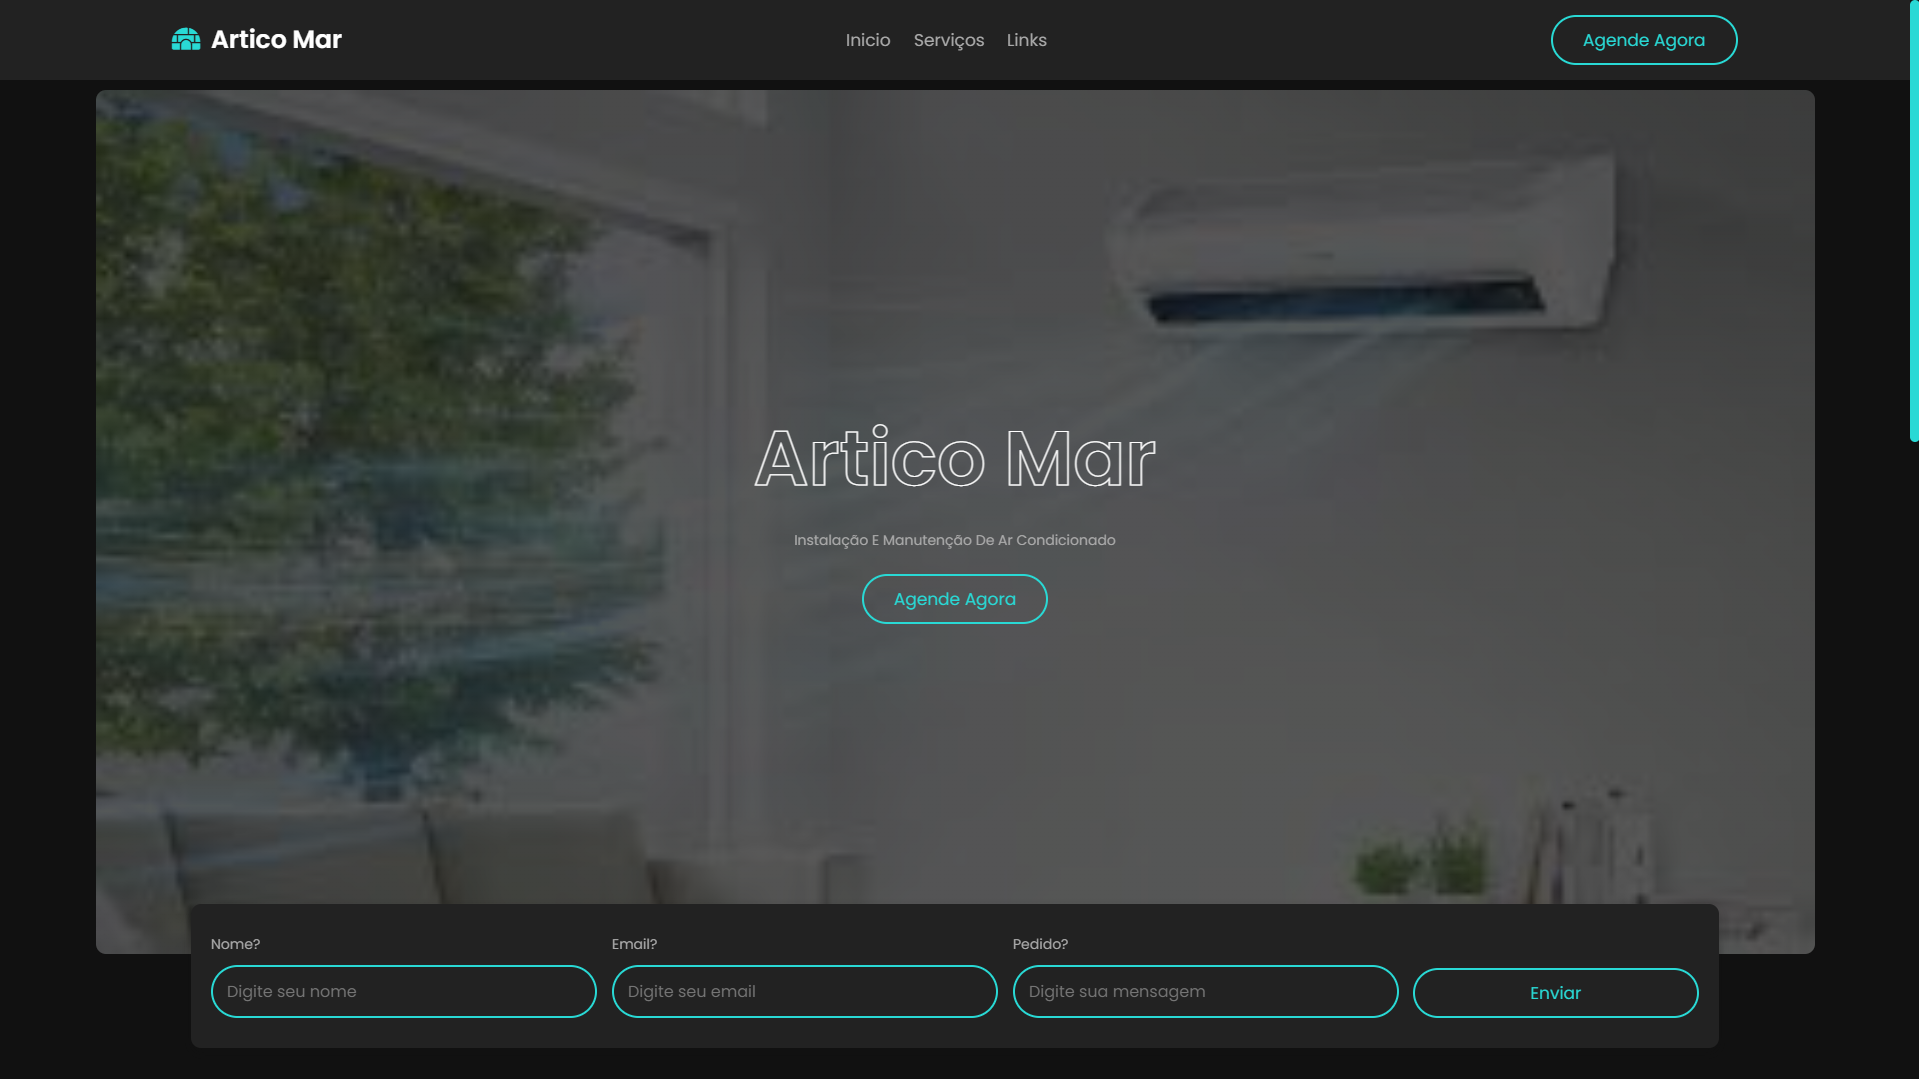 Artico Mar
Inicio
Serviços
Links
Agende Agora
Artico Mar
Instalação E Manutenção De Ar Condicionado
Agende Agora
Nome?
Email?
Pedido?
Digite seu nome
Digite seu email
Digite sua mensagem
Enviar